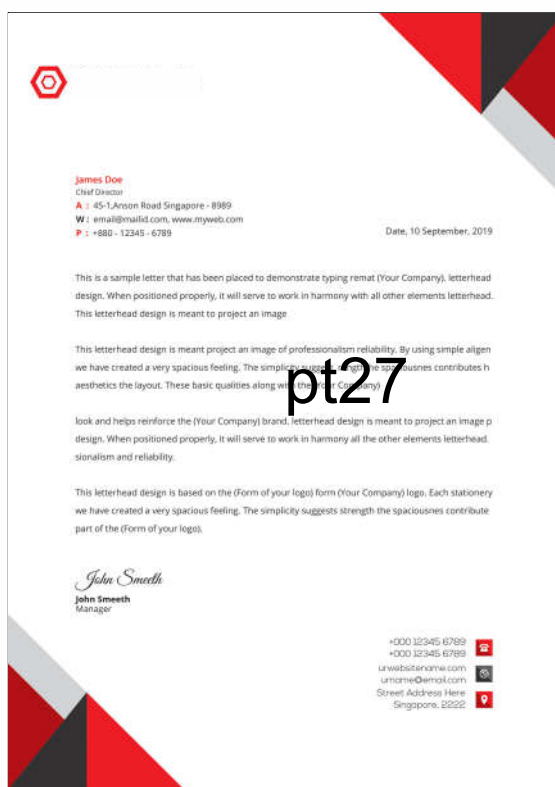 James Doe
Chief Director
A : 45-1,Anson Road Singapore - 8989
W : email@mailid.com, www.myweb.com
P : +880 - 12345 - 6789
Date, 10 September, 2019
This is a sample letter that has been placed to demonstrate typing remat (Your Company). letterhead
design. When positioned properly, it will serve to work in harmony with all other elements letterhead.
This letterhead design is meant to project an image
This letterhead design is meant project an image of professionalism reliability. By using simple aligen
we have created a very spacious feeling. The simplicity the spaciousnes contributes h
aesthetics the layout. These basic qualities along with the (Your Company)
pt27
look and helps reinforce the (Your Company) brand. letterhead design is meant to project an image p
design. When positioned properly, it will serve to work in harmony all the other elements letterhead.
sionalism and reliability.
This letterhead design is based on the (Form of your logo) form (Your Company) logo. Each stationery
we have created a very spacious feeling. The simplicity suggests strength the spaciousnes contribute
part of the (Form of your logo).
John Smeeth
John Smeeth
Manager
+000 12345 6789
+000 12345 6789
urwebsitename.com
urname@email.com
Street Address Here
Singapore, 2222